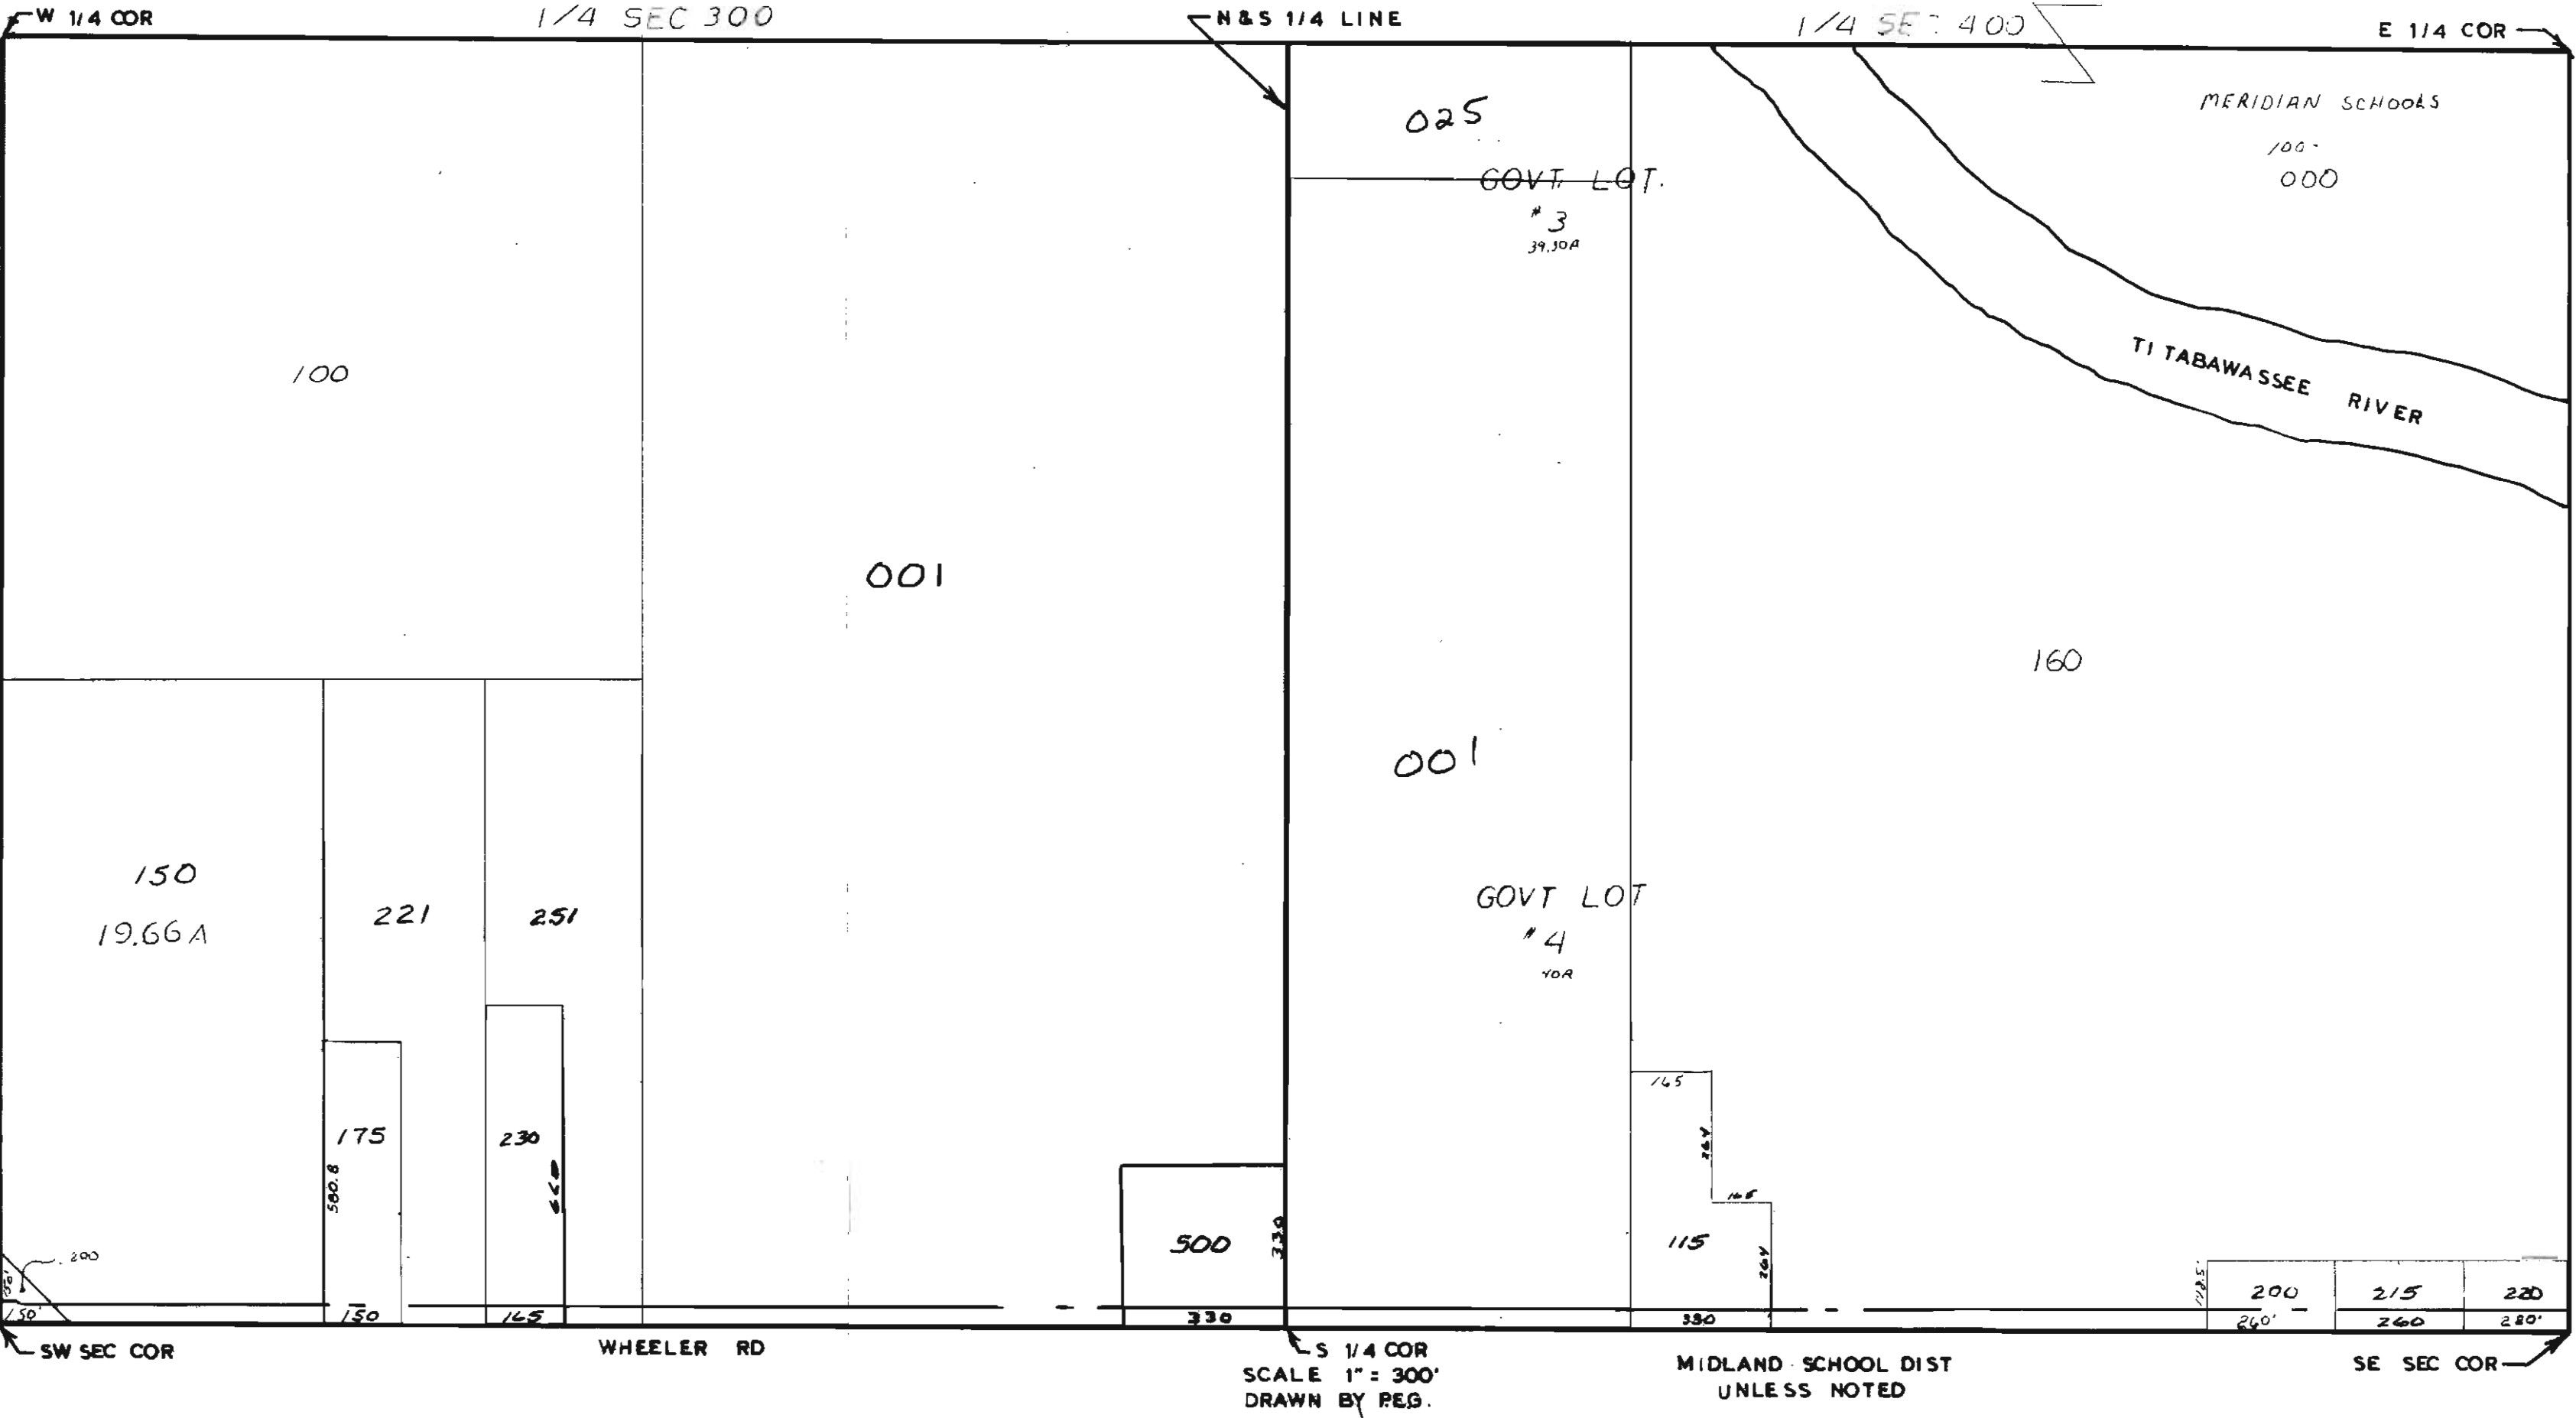 W 1/4 COR
1/4 SEC 300
N & S 1/4 LINE
1/4 SEC 400
E 1/4 COR
025
MERIDIAN SCHOOLS
100-
000
GOVT. LOT.
# 3
39.30A
100
TITABAWASSEE RIVER
001
160
001
150
19.66A
221
251
GOVT LOT
# 4
40A
165
264
175
580.8
230
660
165
500
330
115
264
200
150'
150'
150
165
330
330
178.5'
200
215
220
260'
260
280'
SW SEC COR
WHEELER RD
S 1/4 COR
SCALE 1" = 300'
DRAWN BY P.E.G.
MIDLAND SCHOOL DIST
UNLESS NOTED
SE SEC COR